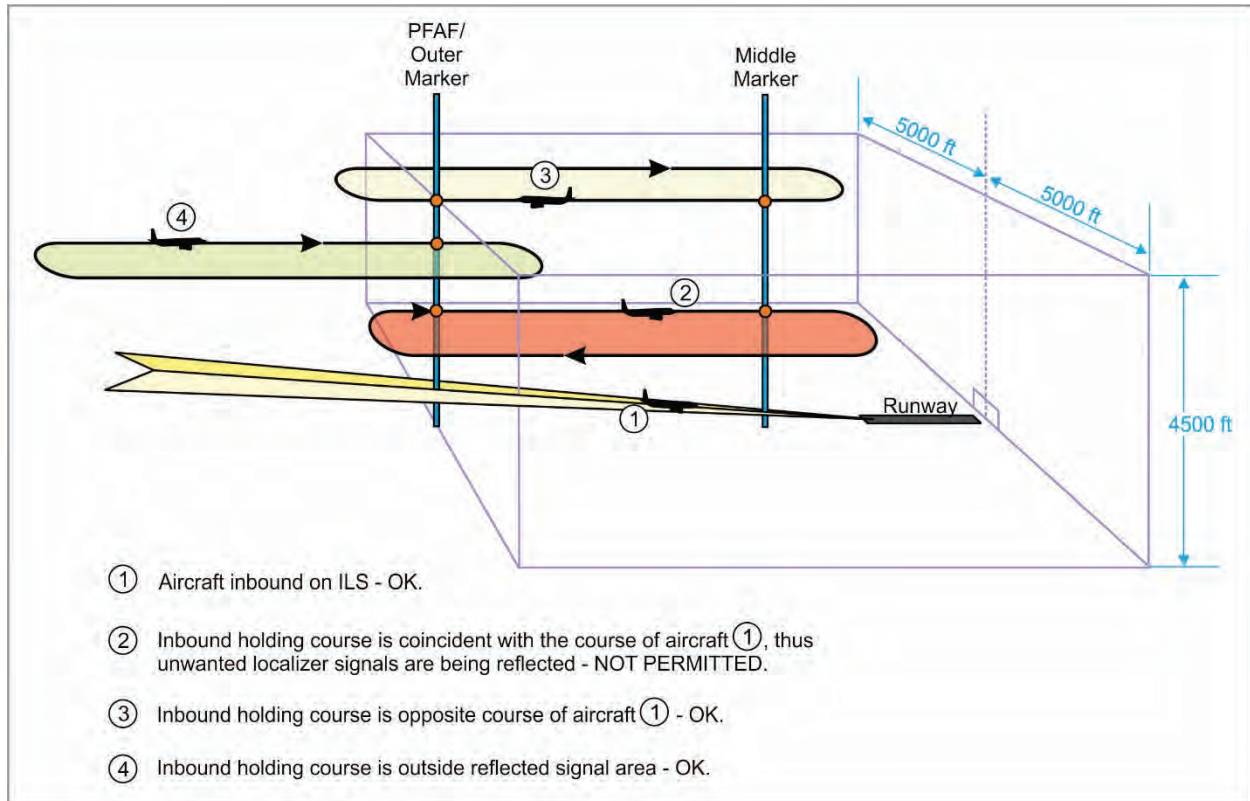 PFAF/
Outer
Marker
Middle
Marker
5000 ft
5000 ft
3
4
2
1
Runway
4500 ft
1 Aircraft inbound on ILS - OK.
2 Inbound holding course is coincident with the course of aircraft 1, thus
unwanted localizer signals are being reflected - NOT PERMITTED.
3 Inbound holding course is opposite course of aircraft 1 - OK.
4 Inbound holding course is outside reflected signal area - OK.